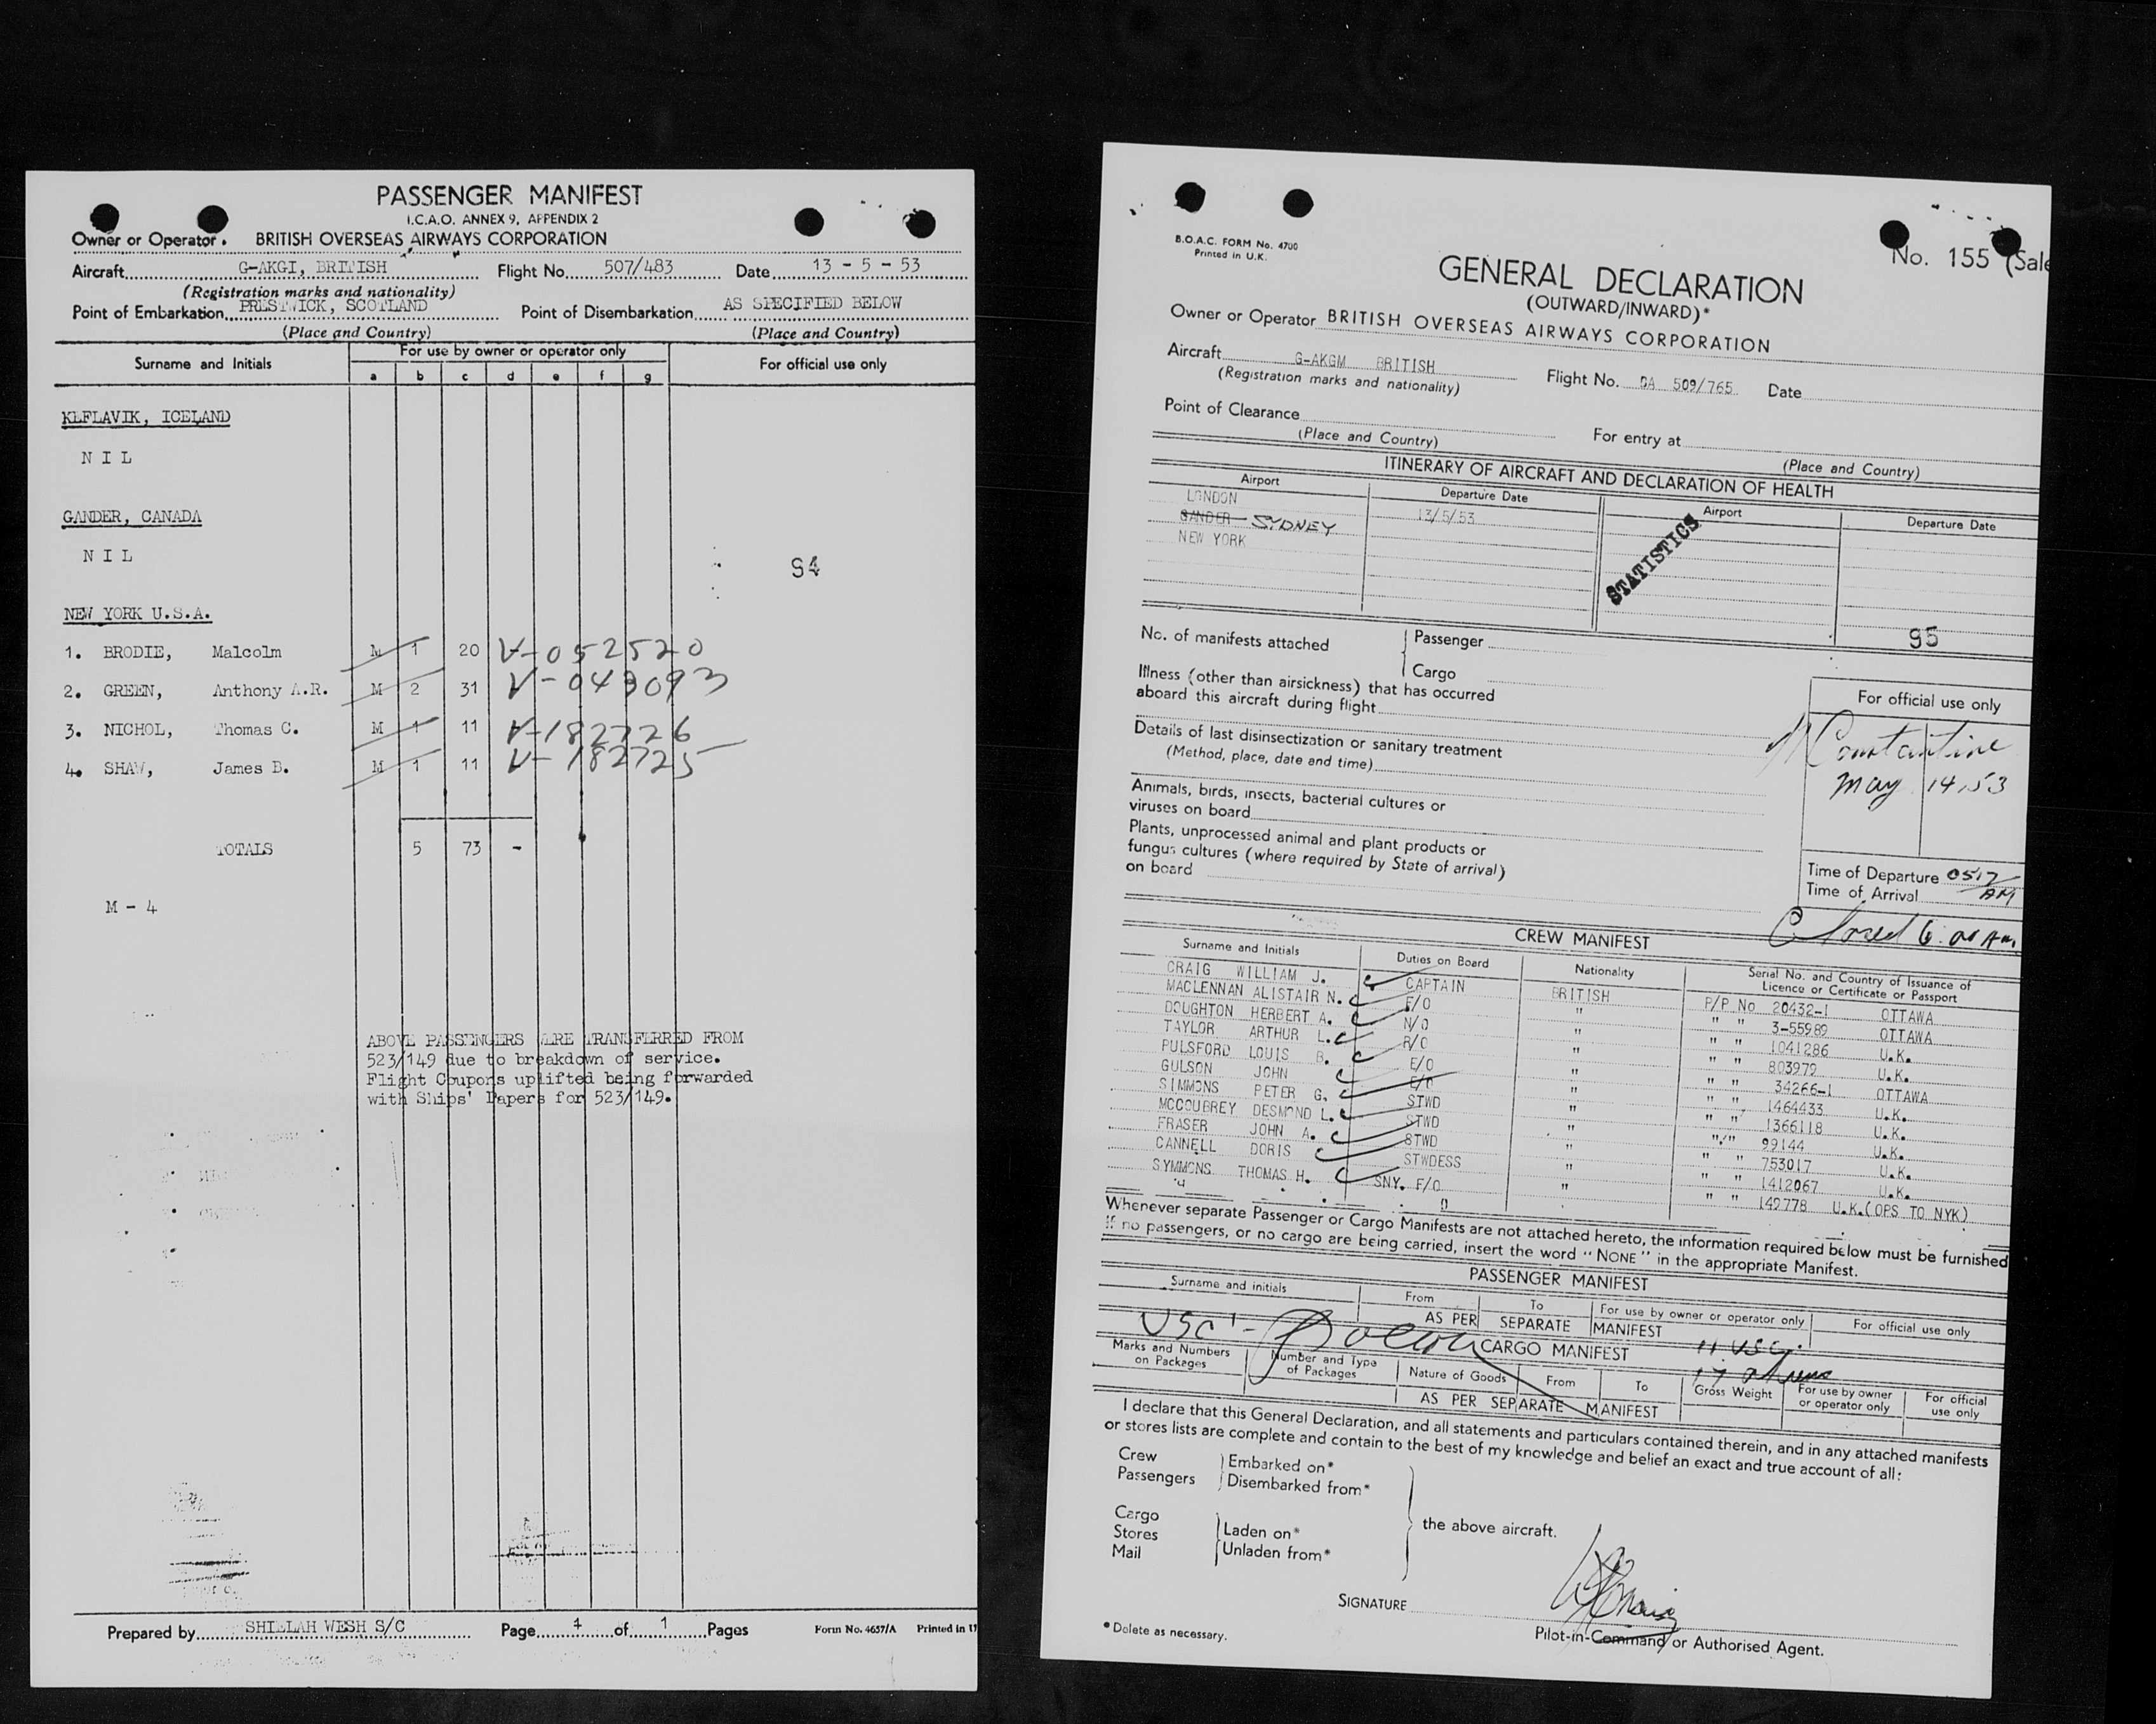 PASSENGER MANIFEST
I.C.A.O. ANNEX 9, APPENDIX 2
Owner or Operator. BRITISH OVERSEAS AIRWAYS CORPORATION
Aircraft G-AKGI, BRITISH Flight No. 507/483 Date 13 - 5 - 53
(Registration marks and nationality)
Point of Embarkation PRESTWICK, SCOTLAND Point of Disembarkation AS SPECIFIED BELOW
(Place and Country) (Place and Country)
Surname and Initials For use by owner or operator only For official use only
a b c d e f g
KEFLAVIK, ICELAND
N I L
GANDER, CANADA
N I L
94
NEW YORK U.S.A.
1. BRODIE, Malcolm M 1 20 V-052520
2. GREEN, Anthony A.R. M 2 31 V-043093
3. NICHOL, Thomas C. M 1 11 V-182726
4. SHAW, James B. M 1 11 V-182725
TOTALS 5 73 -
M - 4
ABOVE PASSENGERS WERE TRANSFERRED FROM
523/149 due to breakdown of service.
Flight Coupons uplifted being forwarded
with Ships' Papers for 523/149.
Prepared by SHILLAH WESH S/C Page 1 of 1 Pages Form No. 4657/A Printed in
B.O.A.C. FORM No. 4700
Printed in U.K.
No. 155 (Sale
GENERAL DECLARATION
(OUTWARD/INWARD)*
Owner or Operator BRITISH OVERSEAS AIRWAYS CORPORATION
Aircraft G-AKGM BRITISH Flight No. BA 509/765 Date
(Registration marks and nationality)
Point of Clearance For entry at
(Place and Country) (Place and Country)
ITINERARY OF AIRCRAFT AND DECLARATION OF HEALTH
Airport Departure Date Airport Departure Date
LONDON 13/5/53
GANDER SYDNEY
NEW YORK
STATISTICS
95
No. of manifests attached { Passenger
Cargo
Illness (other than airsickness) that has occurred
aboard this aircraft during flight
For official use only
Details of last disinsectization or sanitary treatment
(Method, place, date and time)
Constantine
May 14,53
Animals, birds, insects, bacterial cultures or
viruses on board
Plants, unprocessed animal and plant products or
fungus cultures (where required by State of arrival)
on board
Time of Departure 0517
Time of Arrival AM
Closed 6.00 Am.
CREW MANIFEST
Surname and Initials Duties on Board Nationality Serial No. and Country of Issuance of
Licence or Certificate or Passport
CRAIG WILLIAM J. CAPTAIN BRITISH P/P No 20432-1 OTTAWA
MACLENNAN ALISTAIR N. F/O " " " 3-55989 OTTAWA
DOUGHTON HERBERT A. N/O " " " 1041286 U.K.
TAYLOR ARTHUR L. R/O " " " 803979 U.K.
PULSFORD LOUIS B. E/O " " " 34266-1 OTTAWA
GULSON JOHN E/O " " " 1464433 U.K.
SIMMONS PETER G. STWD " " " 1366118 U.K.
MCCOUBREY DESMOND L. STWD " " " 99144 U.K.
FRASER JOHN A. STWD " " " 753017 U.K.
CANNELL DORIS STWDESS " " " 1412067 U.K.
SYMMONS THOMAS H. SNY. F/O " " " 149778 U.K.(OPS TO NYK)
Whenever separate Passenger or Cargo Manifests are not attached hereto, the information required below must be furnished
If no passengers, or no cargo are being carried, insert the word "NONE" in the appropriate Manifest.
PASSENGER MANIFEST
Surname and initials From To For use by owner or operator only For official use only
AS PER SEPARATE MANIFEST
11 USC.
CARGO MANIFEST
17
Marks and Numbers on Packages Number and Type of Packages Nature of Goods From To Gross Weight For use by owner or operator only For official use only
AS PER SEPARATE MANIFEST
I declare that this General Declaration, and all statements and particulars contained therein, and in any attached manifests
or stores lists are complete and contain to the best of my knowledge and belief an exact and true account of all:
Crew } Embarked on*
Passengers } Disembarked from*
the above aircraft.
Cargo
Stores { Laden on*
Mail { Unladen from*
SIGNATURE
Pilot-in-Command or Authorised Agent.
* Delete as necessary.